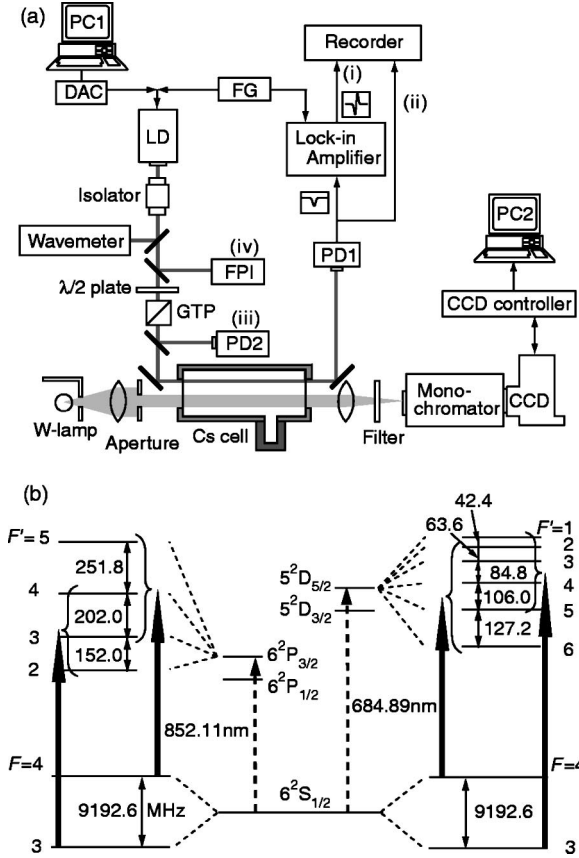 (a)
PC1
DAC
FG
LD
Isolator
Wavemeter
(iv)
FPI
λ/2 plate
GTP
(iii)
PD2
Recorder
(i)
(ii)
Lock-in
Amplifier
PD1
PC2
CCD controller
CCD
Mono-
chromator
W-lamp
Aperture
Cs cell
Filter
(b)
F'= 5
4
3
2
251.8
202.0
152.0
F=4
3
9192.6 MHz
852.11nm
6²P3/2
6²P1/2
6²S1/2
5²D5/2
5²D3/2
684.89nm
42.4
63.6
F'=1
2
3
4
5
6
84.8
106.0
127.2
F=4
3
9192.6